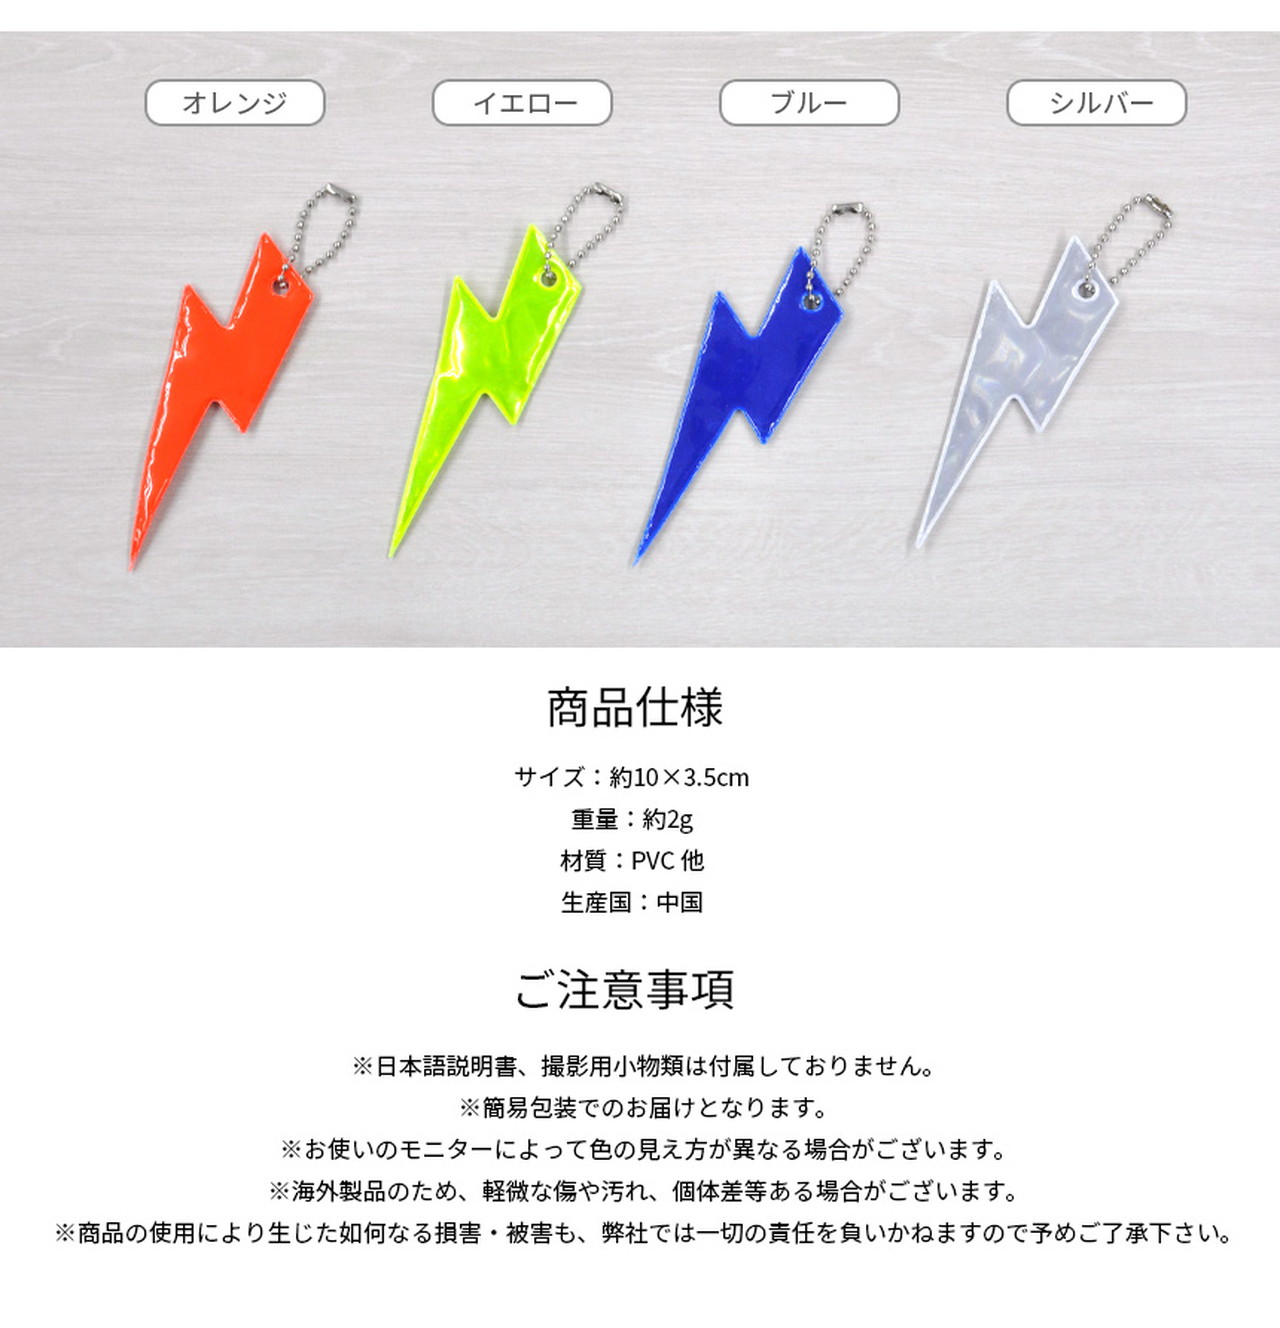 オレンジ
イエロー
ブルー
シルバー
商品仕様
サイズ：約10×3.5cm
重量：約2g
材質：PVC 他
生産国：中国
ご注意事項
※日本語説明書、撮影用小物類は付属しておりません。
※簡易包装でのお届けとなります。
※お使いのモニターによって色の見え方が異なる場合がございます。
※海外製品のため、軽微な傷や汚れ、個体差等ある場合がございます。
※商品の使用により生じた如何なる損害・被害も、弊社では一切の責任を負いかねますので予めご了承下さい。